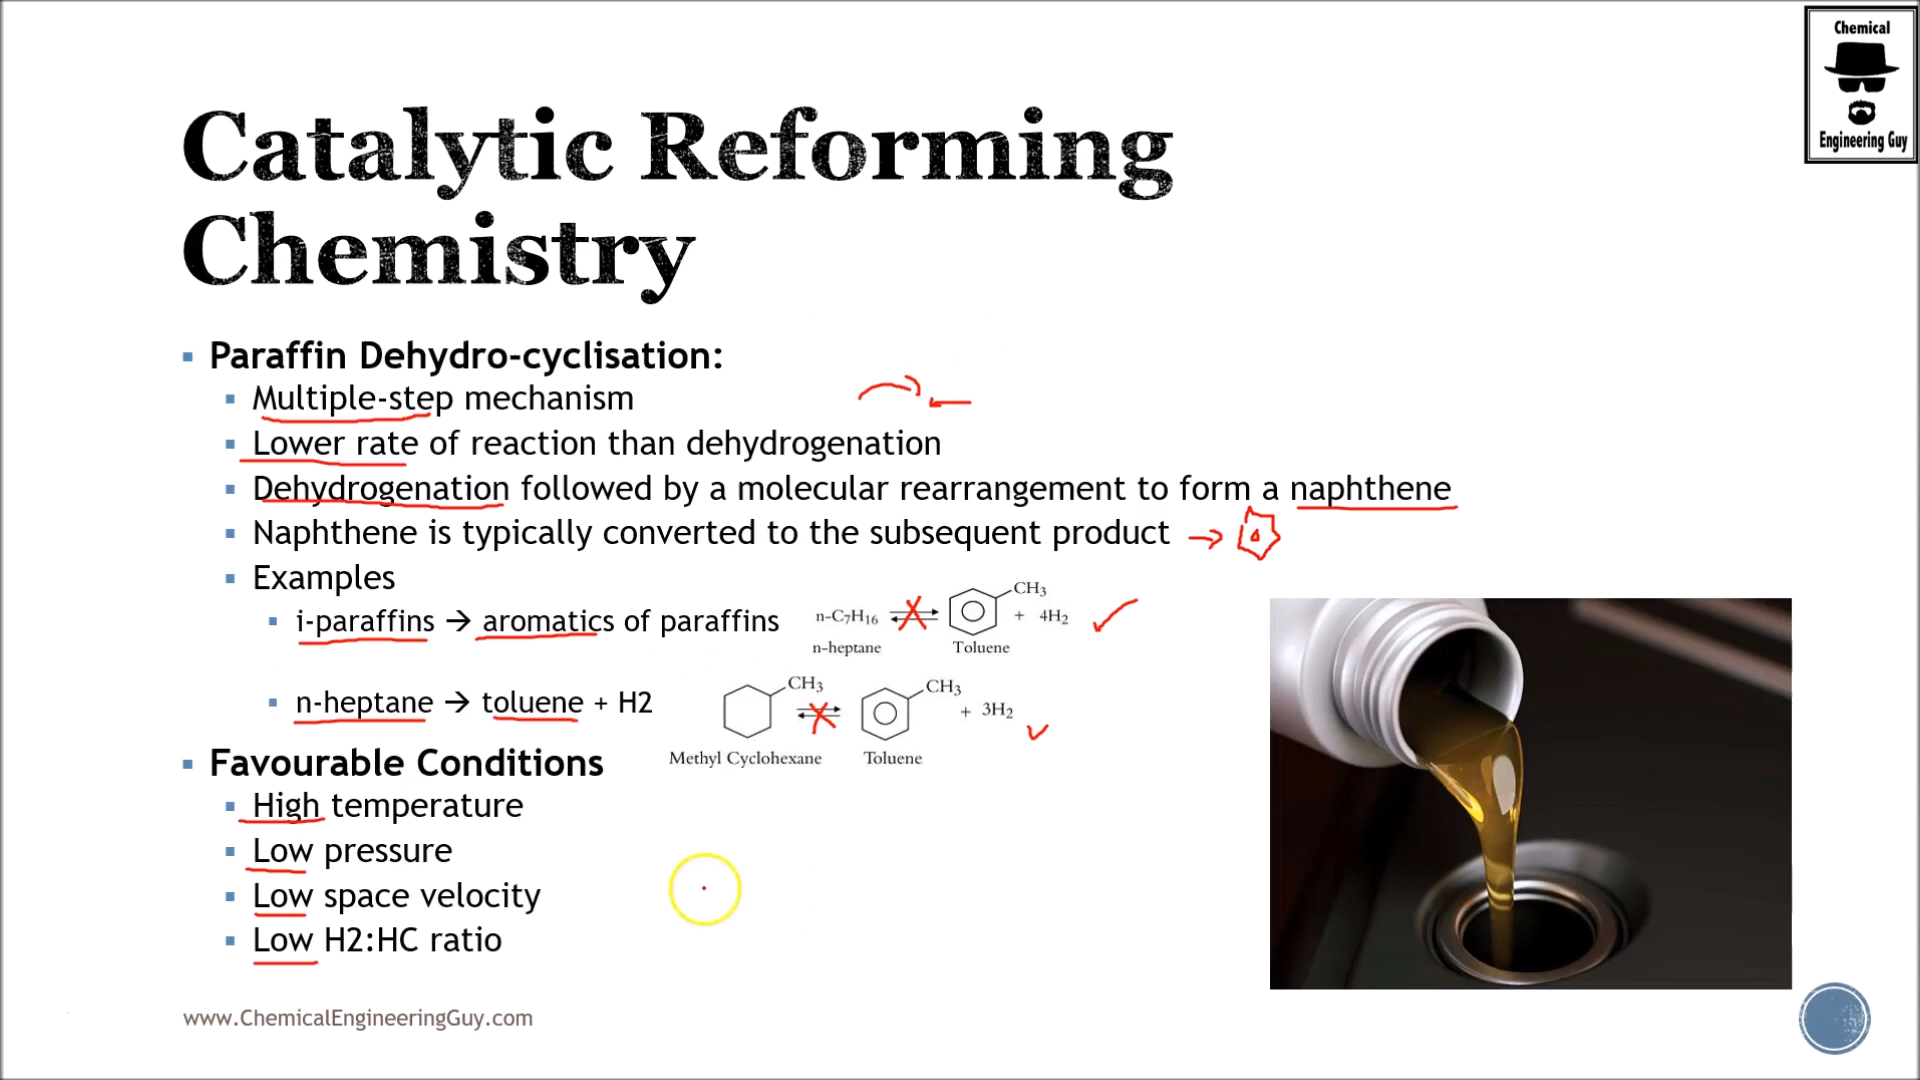 Chemical
Engineering Guy
Catalytic Reforming
Chemistry
Paraffin Dehydro-cyclisation:
Multiple-step mechanism
Lower rate of reaction than dehydrogenation
Dehydrogenation followed by a molecular rearrangement to form a naphthene
Naphthene is typically converted to the subsequent product
Examples
i-paraffins → aromatics of paraffins
n-C7H16
CH3
+ 4H2
n-heptane
Toluene
n-heptane → toluene + H2
CH3
CH3
+ 3H2
Methyl Cyclohexane
Toluene
Favourable Conditions
High temperature
Low pressure
Low space velocity
Low H2:HC ratio
www.ChemicalEngineeringGuy.com